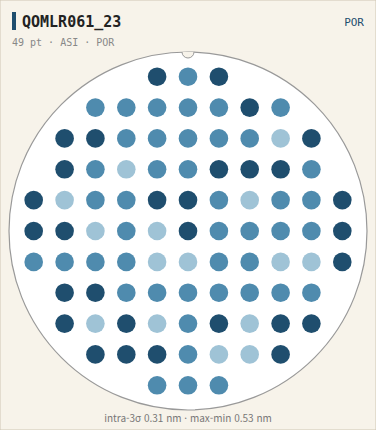 QOMLR061_23
POR
49 pt · ASI · POR
intra-3σ 0.31 nm · max-min 0.53 nm